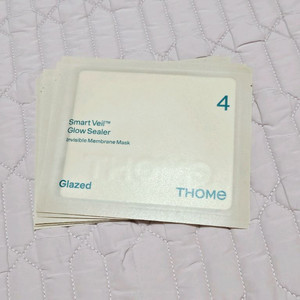 4
Smart Veil™
Glow Sealer
Invisible Membrane Mask
Glazed
THOMe